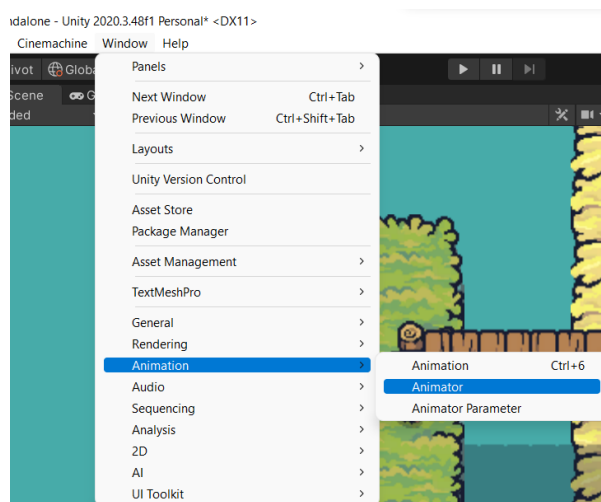 ndalone - Unity 2020.3.48f1 Personal* <DX11>
Cinemachine Window Help
ivot Globa
Scene G
ded
Panels
Next Window Ctrl+Tab
Previous Window Ctrl+Shift+Tab
Layouts
Unity Version Control
Asset Store
Package Manager
Asset Management
TextMeshPro
General
Rendering
Animation
Animation Ctrl+6
Audio
Animator
Sequencing
Animator Parameter
Analysis
2D
AI
UI Toolkit